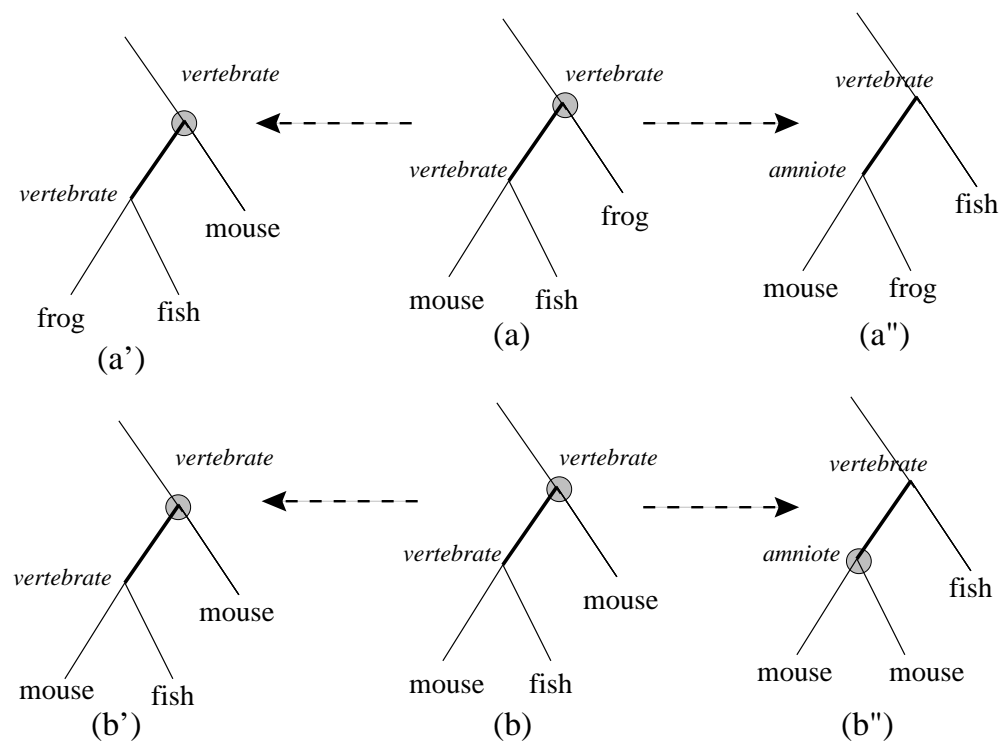 vertebrate
vertebrate
mouse
frog
fish
(a’)
vertebrate
vertebrate
frog
mouse
fish
(a)
vertebrate
amniote
fish
mouse
frog
(a")
vertebrate
vertebrate
mouse
mouse
fish
(b’)
vertebrate
vertebrate
mouse
mouse
fish
(b)
vertebrate
amniote
fish
mouse
mouse
(b")